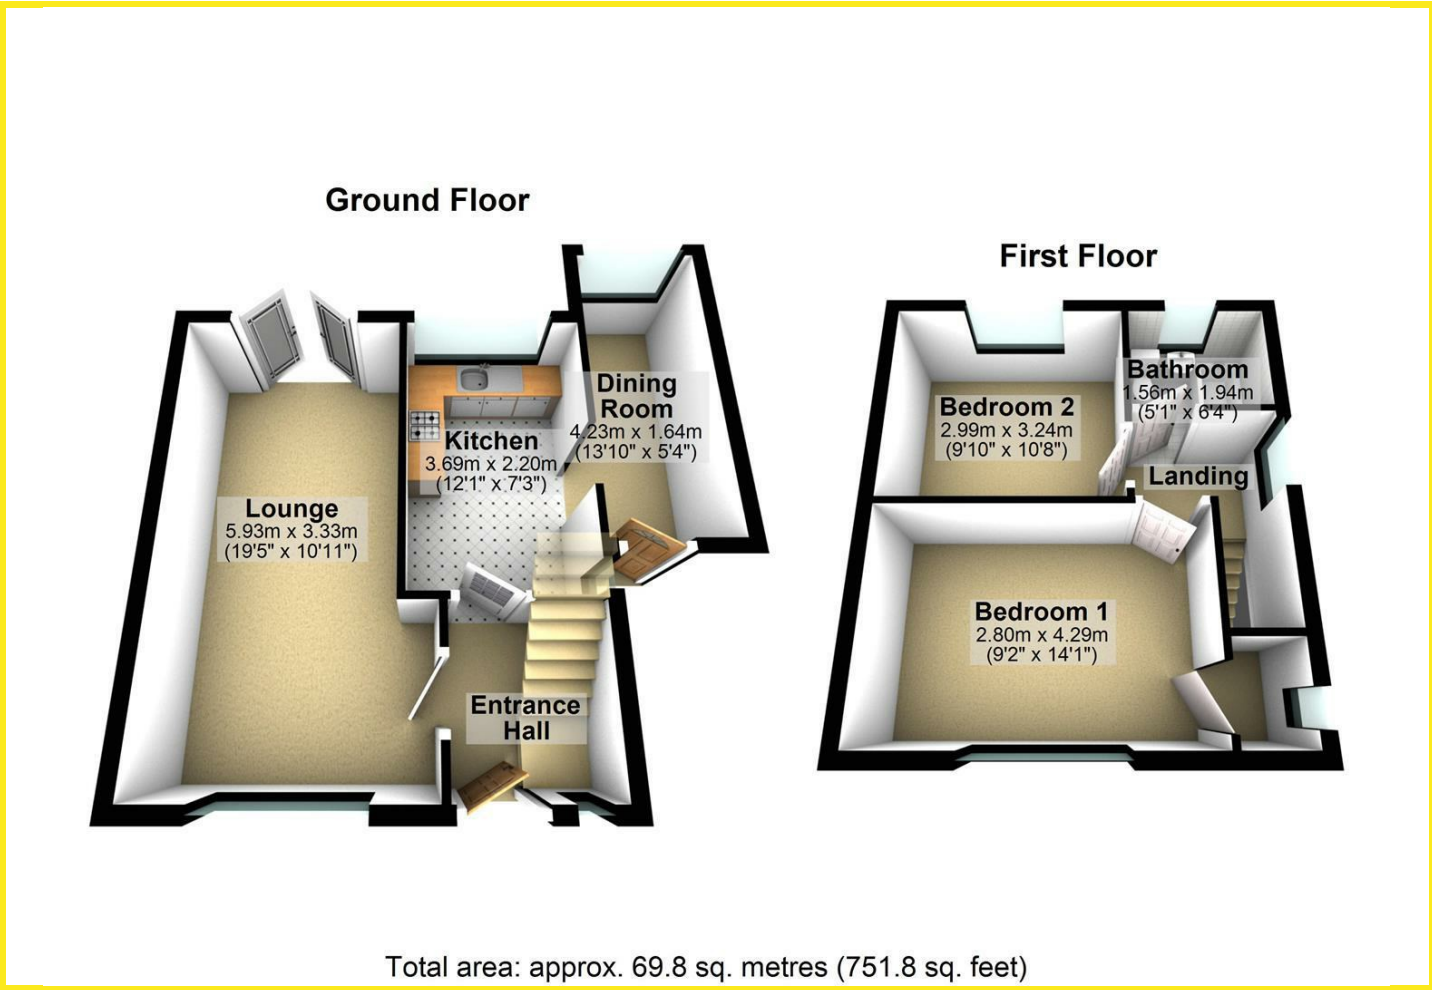 Ground Floor
First Floor
Lounge
5.93m x 3.33m
(19'5" x 10'11")
Kitchen
3.69m x 2.20m
(12'1" x 7'3")
Dining
Room
4.23m x 1.64m
(13'10" x 5'4")
Entrance
Hall
Bedroom 2
2.99m x 3.24m
(9'10" x 10'8")
Bathroom
1.56m x 1.94m
(5'1" x 6'4")
Landing
Bedroom 1
2.80m x 4.29m
(9'2" x 14'1")
Total area: approx. 69.8 sq. metres (751.8 sq. feet)